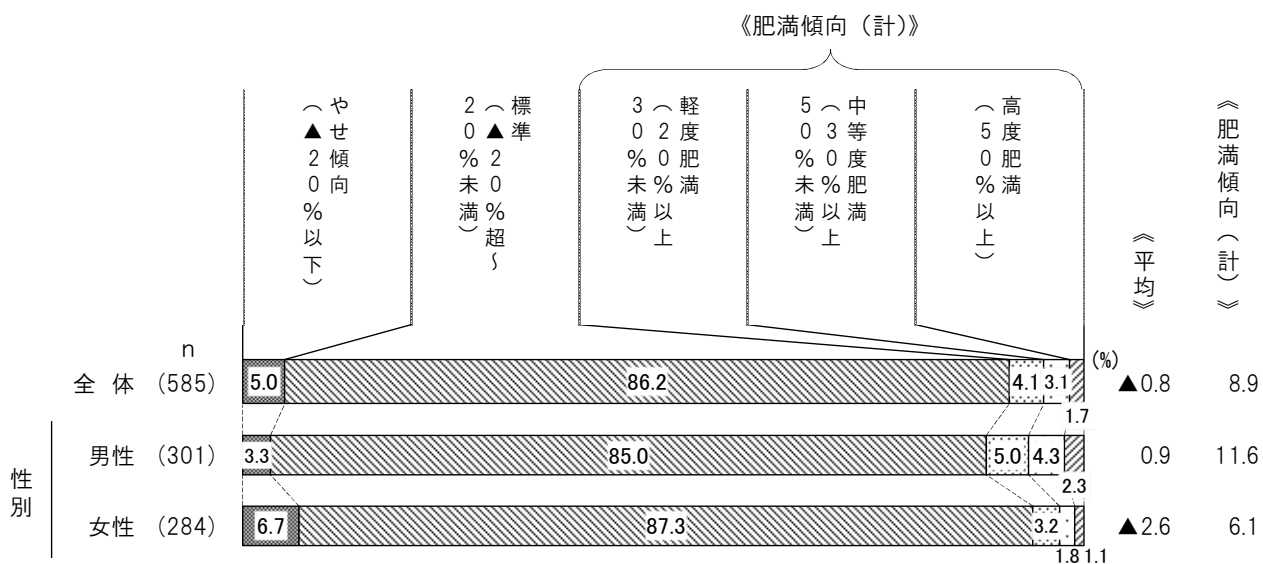 《肥満傾向（計）》
やせ傾向
（▲20％以下）
標準
（▲20％超～
20％未満）
軽度肥満
（20％以上
30％未満）
中等度肥満
（30％以上
50％未満）
高度肥満
（50％以上）
《平均》
《肥満傾向（計）》
n
(%)
全体 (585) 5.0 86.2 4.1 3.1 1.7 ▲0.8 8.9
性別
男性 (301) 3.3 85.0 5.0 4.3 2.3 0.9 11.6
女性 (284) 6.7 87.3 3.2 1.8 1.1 ▲2.6 6.1